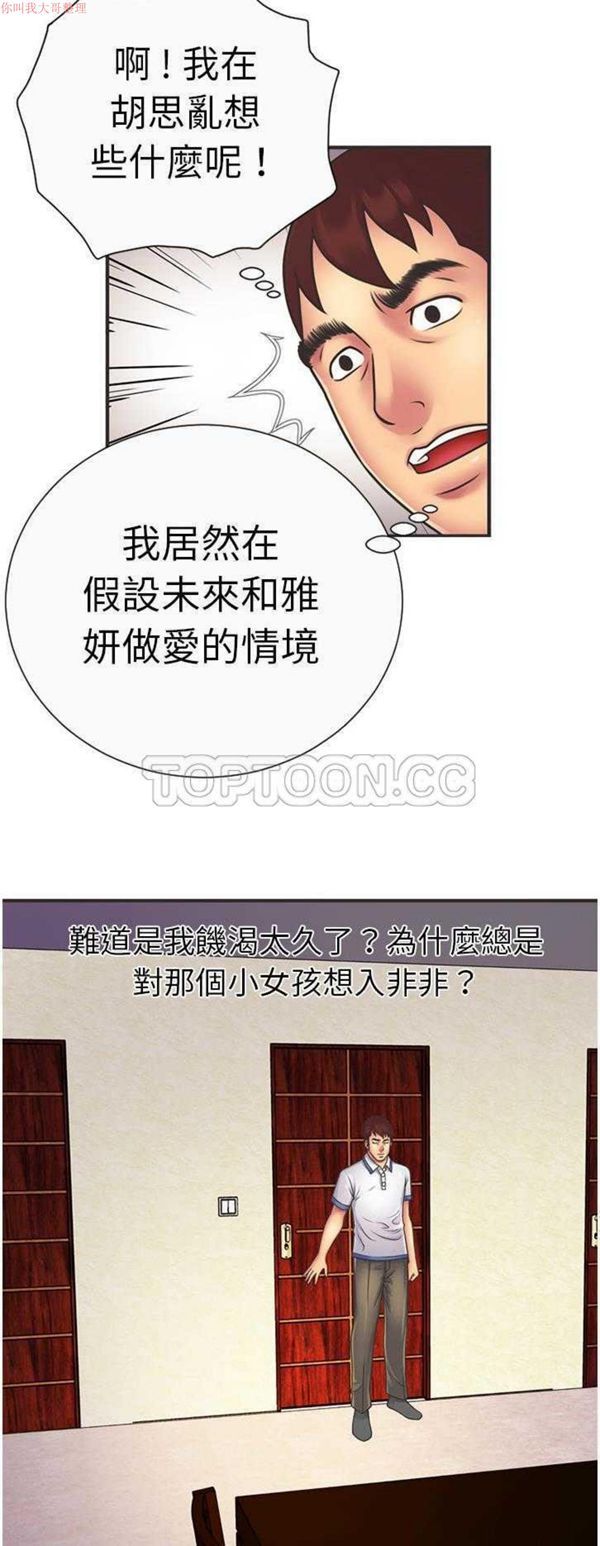 你叫我大哥整理
啊！我在
胡思亂想
些什麼呢！
我居然在
假設未來和雅
妍做愛的情境
TOPTOON.CC
難道是我饑渴太久了？為什麼總是
對那個小女孩想入非非？